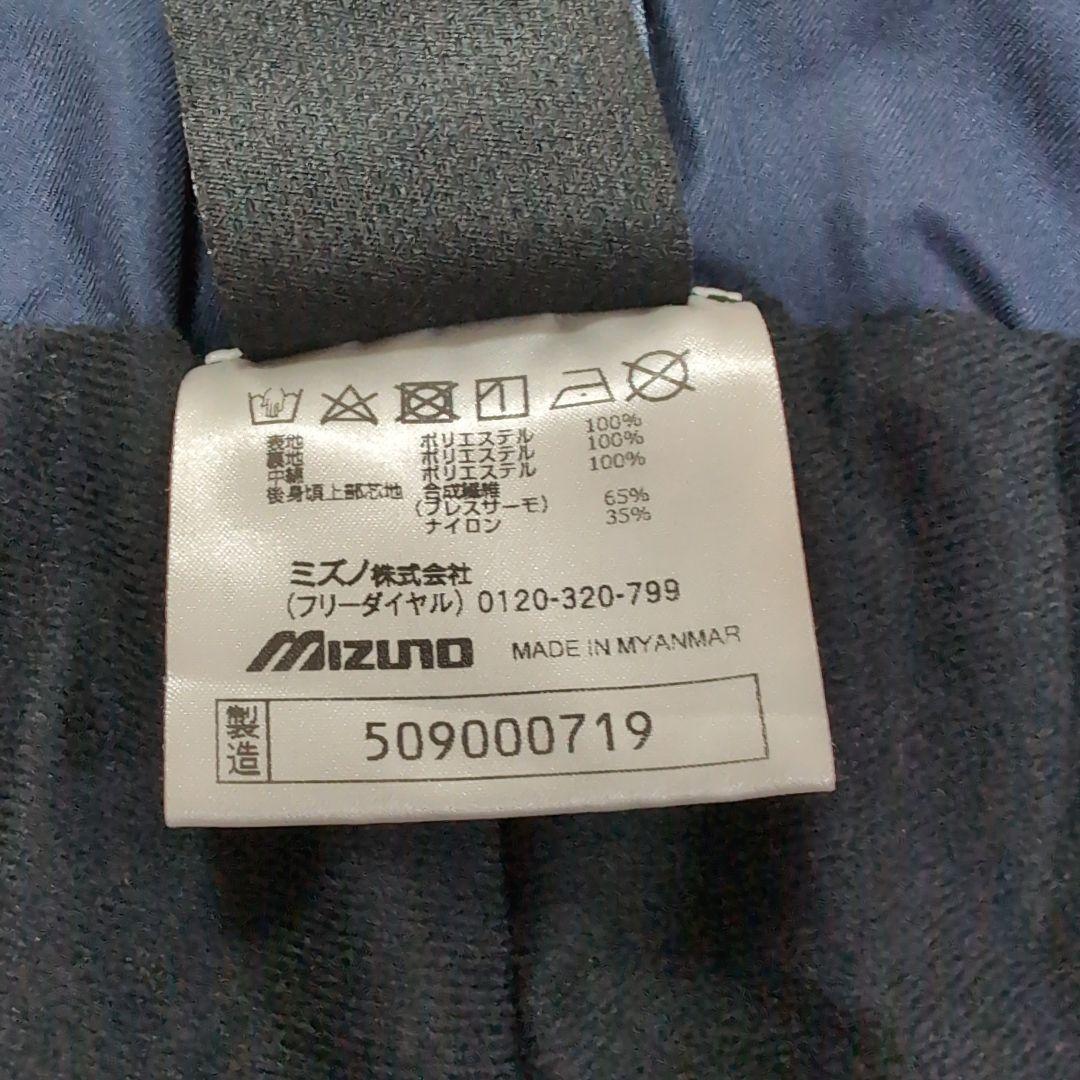 表地 ポリエステル 100%
裏地 ポリエステル 100%
中綿 ポリエステル 100%
後身頃上部芯地 合成繊維
(ブレスサーモ) 65%
ナイロン 35%
ミズノ株式会社
(フリーダイヤル) 0120-320-799
MIZUNO MADE IN MYANMAR
製造 509000719